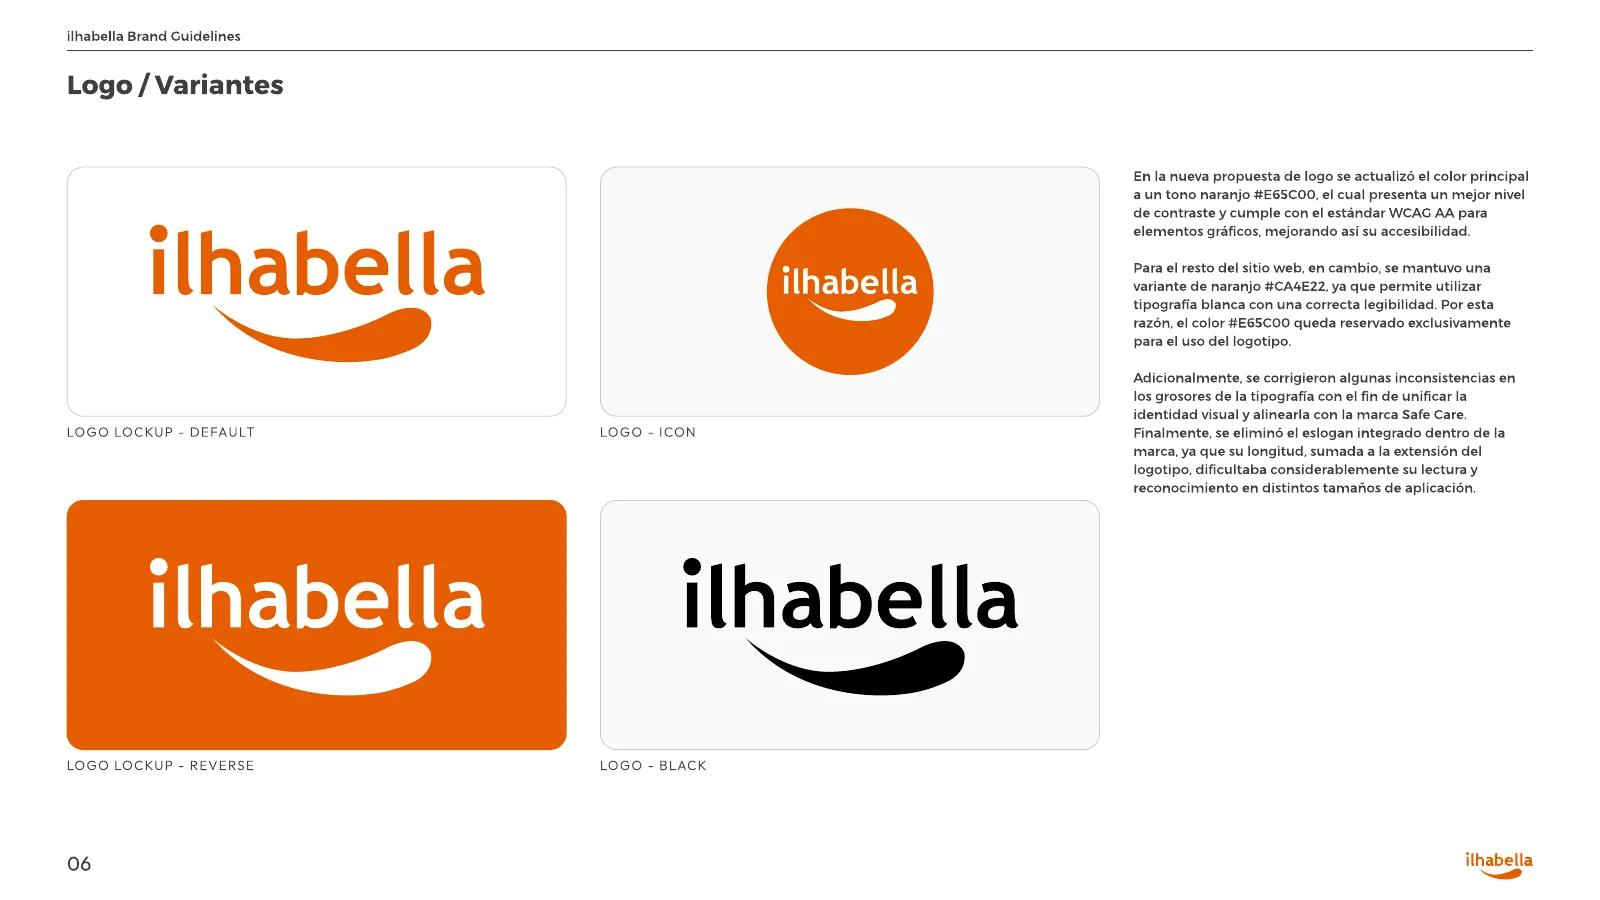 ilhabella Brand Guidelines
Logo / Variantes
ilhabella
LOGO LOCKUP - DEFAULT
ilhabella
LOGO - ICON
ilhabella
LOGO LOCKUP - REVERSE
ilhabella
LOGO - BLACK
En la nueva propuesta de logo se actualizó el color principal
a un tono naranjo #E65C00, el cual presenta un mejor nivel
de contraste y cumple con el estándar WCAG AA para
elementos gráficos, mejorando así su accesibilidad.
Para el resto del sitio web, en cambio, se mantuvo una
variante de naranjo #CA4E22, ya que permite utilizar
tipografía blanca con una correcta legibilidad. Por esta
razón, el color #E65C00 queda reservado exclusivamente
para el uso del logotipo.
Adicionalmente, se corrigieron algunas inconsistencias en
los grosores de la tipografía con el fin de unificar la
identidad visual y alinearla con la marca Safe Care.
Finalmente, se eliminó el eslogan integrado dentro de la
marca, ya que su longitud, sumada a la extensión del
logotipo, dificultaba considerablemente su lectura y
reconocimiento en distintos tamaños de aplicación.
06
ilhabella